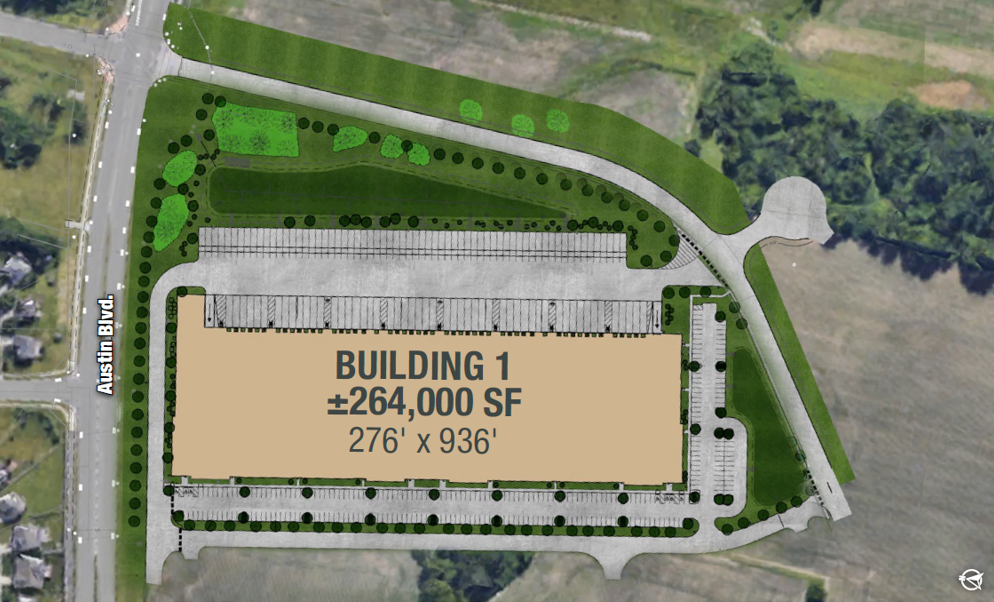 Austin Blvd.
BUILDING 1
±264,000 SF
276' x 936'